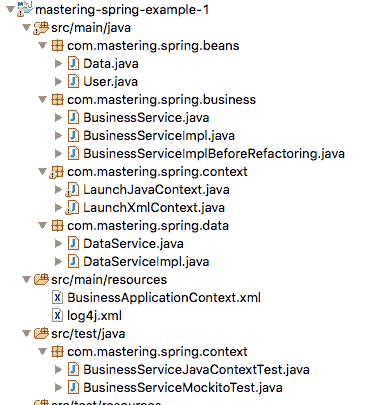 mastering-spring-example-1
src/main/java
com.mastering.spring.beans
Data.java
User.java
com.mastering.spring.business
BusinessService.java
BusinessServiceImpl.java
BusinessServiceImplBeforeRefactoring.java
com.mastering.spring.context
LaunchJavaContext.java
LaunchXmlContext.java
com.mastering.spring.data
DataService.java
DataServiceImpl.java
src/main/resources
BusinessApplicationContext.xml
log4j.xml
src/test/java
com.mastering.spring.context
BusinessServiceJavaContextTest.java
BusinessServiceMockitoTest.java